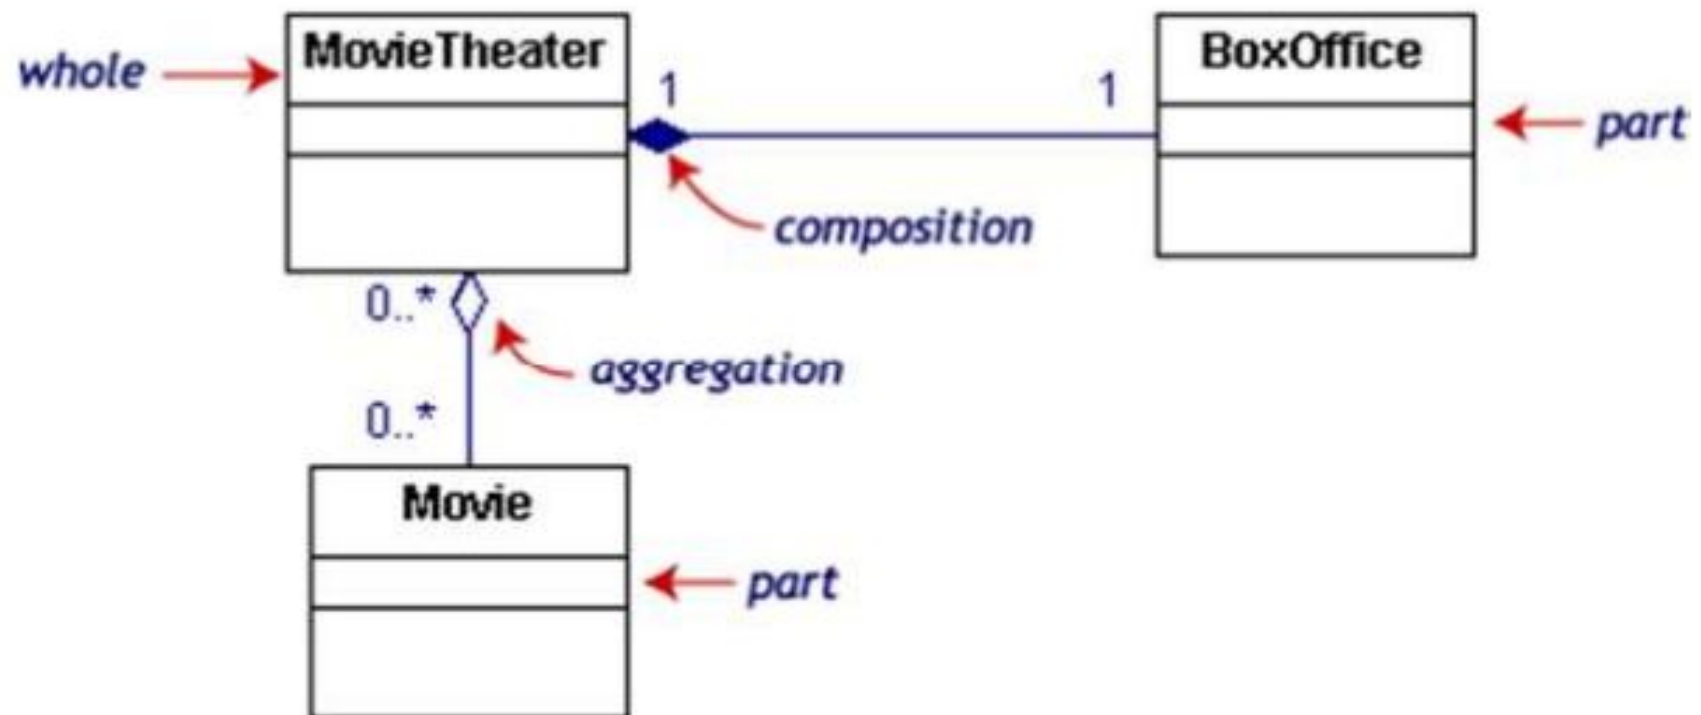 MovieTheater
BoxOffice
whole
1
1
part
composition
0..*
aggregation
0..*
Movie
part